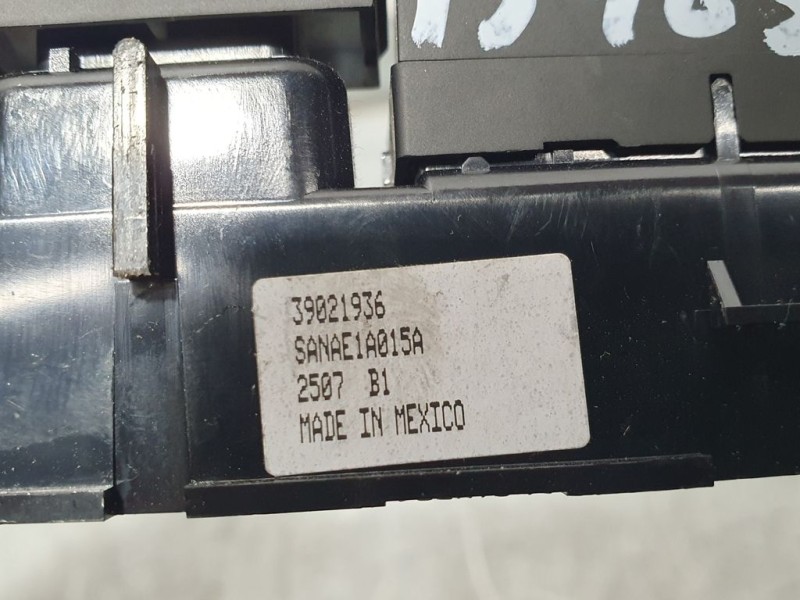 39021936
SANAE1A015A
2507 B1
MADE IN MEXICO